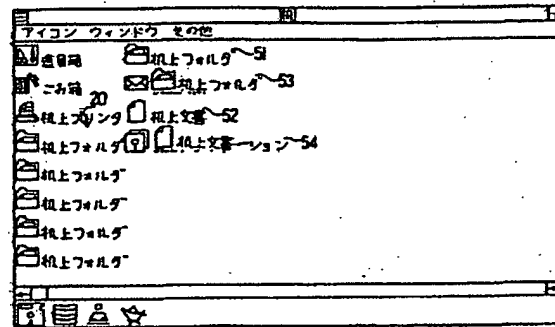 アイコン ウィンドウ その他
机上フォルダ 51
ごみ箱 机上フォルダ 53
20
机上プリンタ 机上文書 52
机上フォルダ 机上文書ーション 54
机上フォルダ
机上フォルダ
机上フォルダ
机上フォルダ